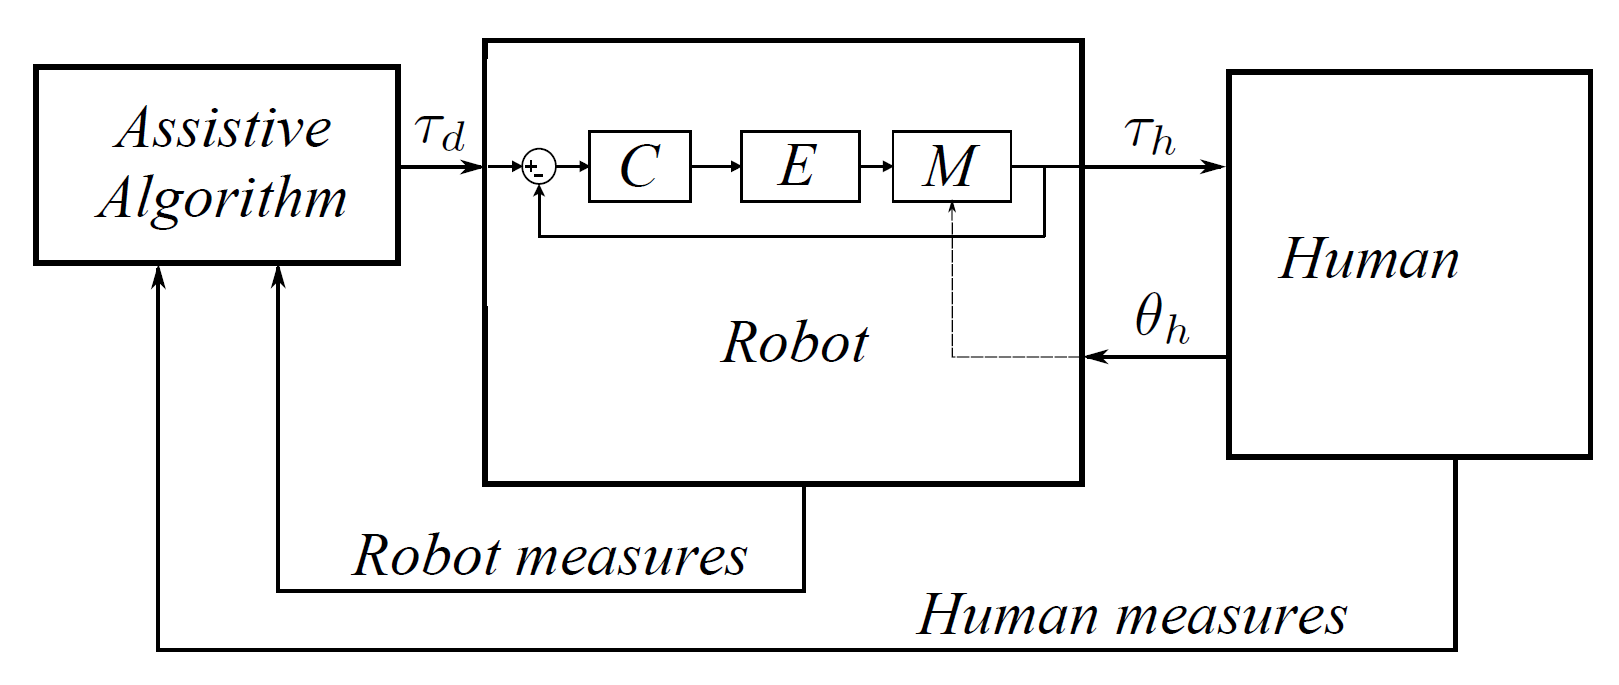 Assistive
Algorithm
τd
+
-
C
E
M
τh
Human
θh
Robot
Robot measures
Human measures